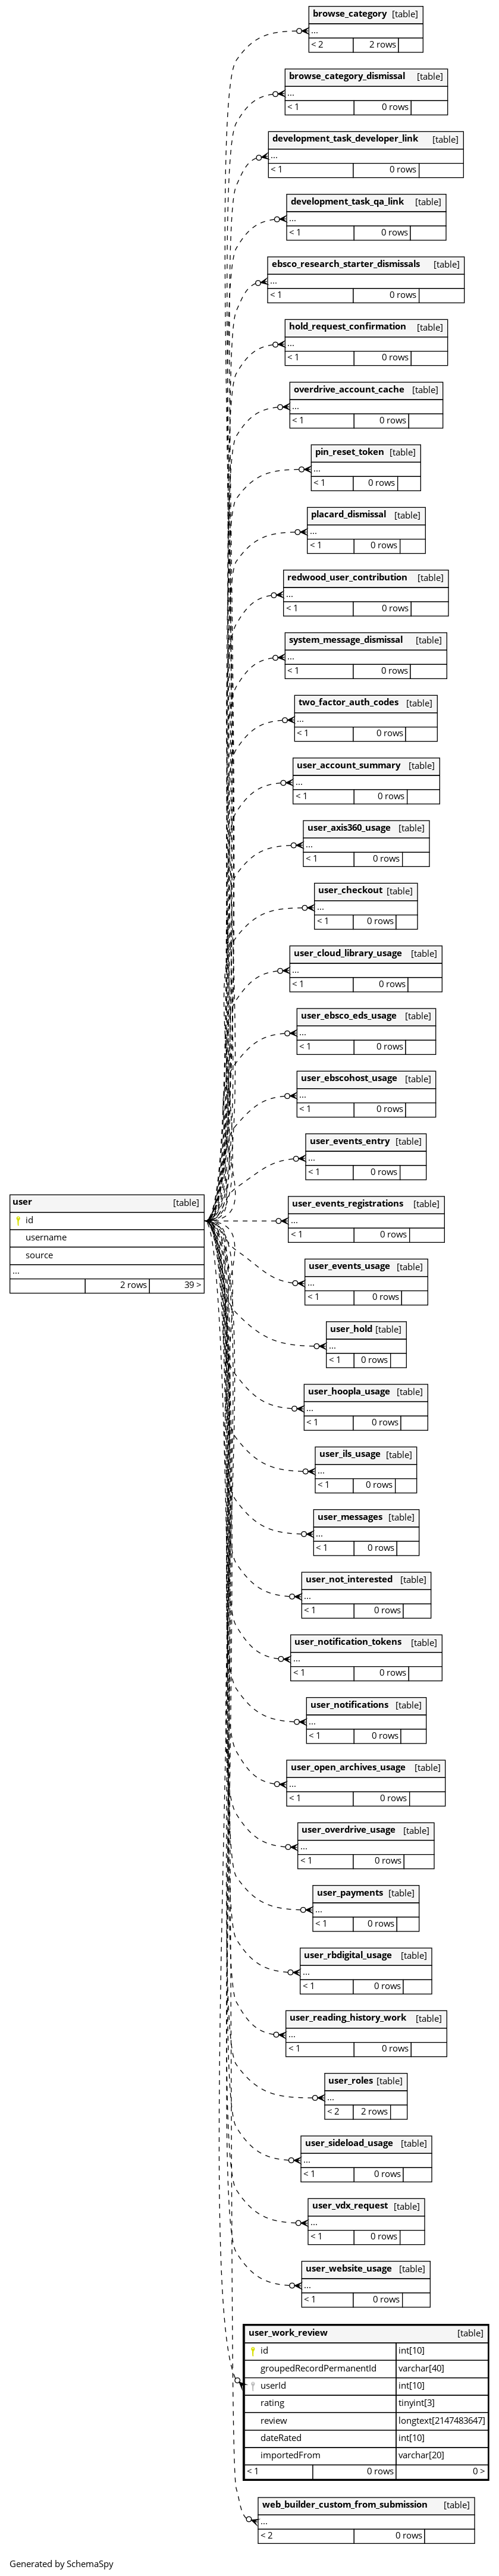 browse_category [table]
...
< 2 2 rows
browse_category_dismissal [table]
...
< 1 0 rows
development_task_developer_link [table]
...
< 1 0 rows
development_task_qa_link [table]
...
< 1 0 rows
ebsco_research_starter_dismissals [table]
...
< 1 0 rows
hold_request_confirmation [table]
...
< 1 0 rows
overdrive_account_cache [table]
...
< 1 0 rows
pin_reset_token [table]
...
< 1 0 rows
placard_dismissal [table]
...
< 1 0 rows
redwood_user_contribution [table]
...
< 1 0 rows
system_message_dismissal [table]
...
< 1 0 rows
two_factor_auth_codes [table]
...
< 1 0 rows
user_account_summary [table]
...
< 1 0 rows
user_axis360_usage [table]
...
< 1 0 rows
user_checkout [table]
...
< 1 0 rows
user_cloud_library_usage [table]
...
< 1 0 rows
user_ebsco_eds_usage [table]
...
< 1 0 rows
user_ebscohost_usage [table]
...
< 1 0 rows
user_events_entry [table]
...
< 1 0 rows
user [table]
id
username
source
...
2 rows 39 >
user_events_registrations [table]
...
< 1 0 rows
user_events_usage [table]
...
< 1 0 rows
user_hold [table]
...
< 1 0 rows
user_hoopla_usage [table]
...
< 1 0 rows
user_ils_usage [table]
...
< 1 0 rows
user_messages [table]
...
< 1 0 rows
user_not_interested [table]
...
< 1 0 rows
user_notification_tokens [table]
...
< 1 0 rows
user_notifications [table]
...
< 1 0 rows
user_open_archives_usage [table]
...
< 1 0 rows
user_overdrive_usage [table]
...
< 1 0 rows
user_payments [table]
...
< 1 0 rows
user_rbdigital_usage [table]
...
< 1 0 rows
user_reading_history_work [table]
...
< 1 0 rows
user_roles [table]
...
< 2 2 rows
user_sideload_usage [table]
...
< 1 0 rows
user_vdx_request [table]
...
< 1 0 rows
user_website_usage [table]
...
< 1 0 rows
user_work_review [table]
id int[10]
groupedRecordPermanentId varchar[40]
userId int[10]
rating tinyint[3]
review longtext[2147483647]
dateRated int[10]
importedFrom varchar[20]
< 1 0 rows 0 >
web_builder_custom_from_submission [table]
...
< 2 0 rows
Generated by SchemaSpy